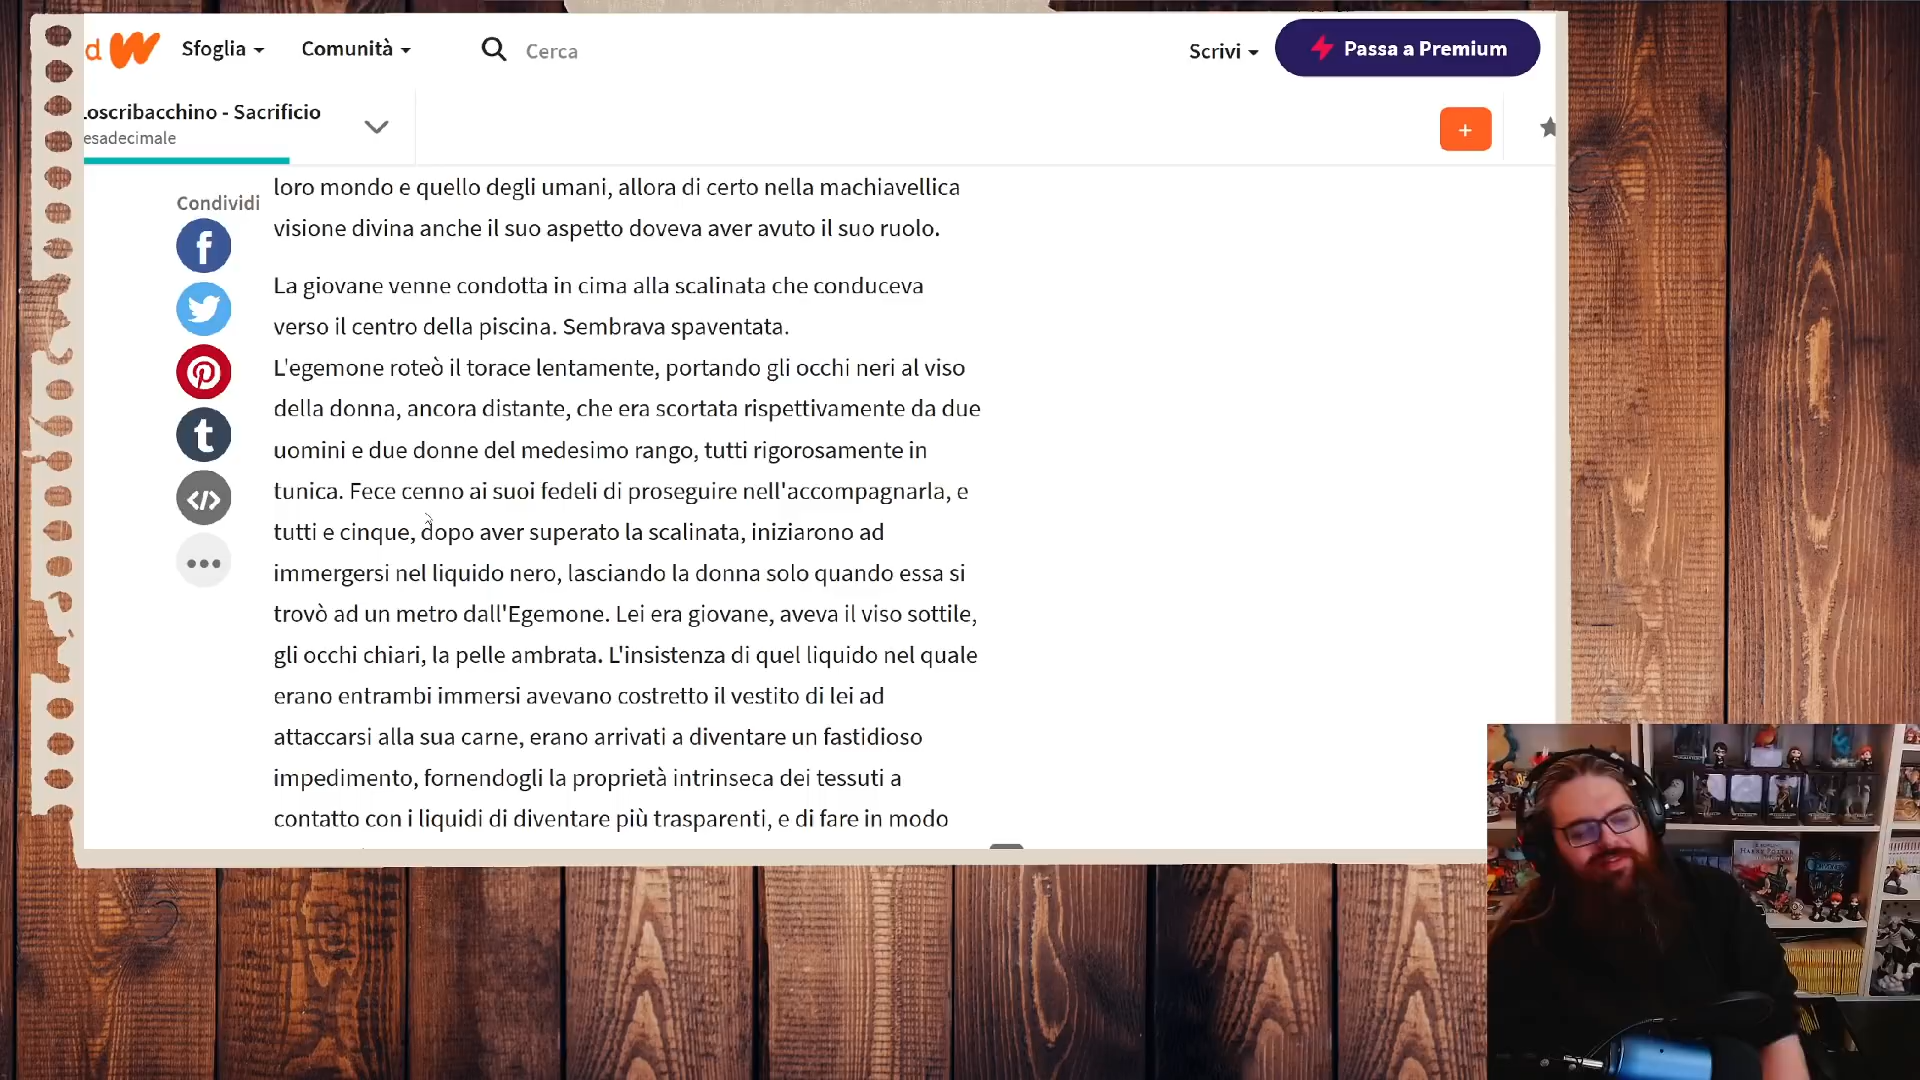 d
Sfoglia
Comunità
Cerca
Scrivi
Passa a Premium
Loscribacchino - Sacrificio
esadecimale
+
Condividi
f
t
</>
loro mondo e quello degli umani, allora di certo nella machiavellica
visione divina anche il suo aspetto doveva aver avuto il suo ruolo.
La giovane venne condotta in cima alla scalinata che conduceva
verso il centro della piscina. Sembrava spaventata.
L'egemone roteò il torace lentamente, portando gli occhi neri al viso
della donna, ancora distante, che era scortata rispettivamente da due
uomini e due donne del medesimo rango, tutti rigorosamente in
tunica. Fece cenno ai suoi fedeli di proseguire nell'accompagnarla, e
tutti e cinque, dopo aver superato la scalinata, iniziarono ad
immergersi nel liquido nero, lasciando la donna solo quando essa si
trovò ad un metro dall'Egemone. Lei era giovane, aveva il viso sottile,
gli occhi chiari, la pelle ambrata. L'insistenza di quel liquido nel quale
erano entrambi immersi avevano costretto il vestito di lei ad
attaccarsi alla sua carne, erano arrivati a diventare un fastidioso
impedimento, fornendogli la proprietà intrinseca dei tessuti a
contatto con i liquidi di diventare più trasparenti, e di fare in modo
HARRY POTTER